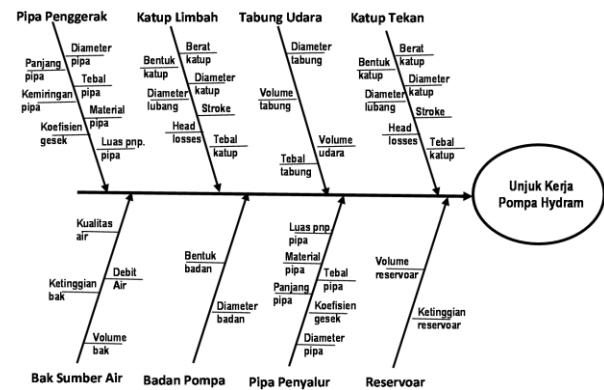 Pipa Penggerak
Katup Limbah
Tabung Udara
Katup Tekan
Diameter
pipa
Panjang
pipa
Tebal
pipa
Kemiringan
pipa
Material
pipa
Koefisien
gesek
Luas pnp.
pipa
Berat
katup
Bentuk
katup
Diameter
katup
Diameter
lubang
Stroke
Head
losses
Tebal
katup
Diameter
tabung
Volume
tabung
Volume
udara
Tebal
tabung
Berat
katup
Bentuk
katup
Diameter
katup
Diameter
lubang
Stroke
Head
losses
Tebal
katup
Unjuk Kerja
Pompa Hydram
Kualitas
air
Debit
Air
Ketinggian
bak
Volume
bak
Bentuk
badan
Diameter
badan
Luas pnp.
pipa
Material
pipa
Tebal
pipa
Panjang
pipa
Koefisien
gesek
Diameter
pipa
Volume
reservoar
Ketinggian
reservoar
Bak Sumber Air
Badan Pompa
Pipa Penyalur
Reservoar